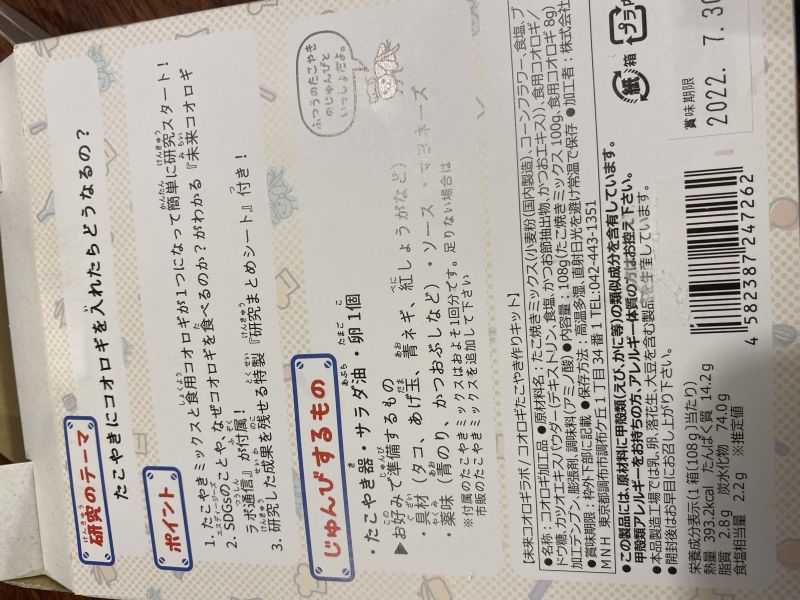 研究のテーマ
たこやきにコオロギを入れたらどうなるの?
ポイント
1. たこやきミックスと食用コオロギが1つになって簡単に研究スタート!
2. SDGsのことや、なぜコオロギを食べるのか?がわかる『未来コオロギ
ラボ通信』が付属!
3. 研究した成果を残せる特製『研究まとめシート』付き!
じゅんびするもの
・たこやき器・サラダ油・卵1個
▶お好みで準備するもの
・具材(タコ、あげ玉、青ネギ、紅しょうがなど)
・薬味(青のり、かつおぶしなど)・ソース・マヨネーズ
※付属のたこやきミックスはおよそ1回分です。足りない場合は
市販のたこやきミックスを追加して下さい
ふつうのたこやき
のじゅんびと
いっしょだよ。
【未来コオロギラボ/コオロギたこやき作りキット】
●名称:コオロギ加工品 ●原材料名:たこ焼きミックス(小麦粉(国内製造)、コーンフラワー、食塩、ブ
ドウ糖、カツオエキスパウダー(デキストリン、食塩、かつお節抽出物、かつおエキス))、食用コオロギ/
加工デンプン、膨張剤、調味料(アミノ酸) ●内容量:108g(たこ焼きミックス 100g、食用コオロギ 8g)
●賞味期限:枠外下部に記載 ●保存方法:高温多湿、直射日光を避け常温で保存 ●加工者:株式会社
MNH 東京都調布市調布ケ丘1丁目34番1 TEL:042-443-1351
●この製品には、原材料に甲殻類(えび、かに等)の類似成分を含有しています。
甲殻類アレルギーをお持ちの方、アレルギー体質の方はお控え下さい。
●本品製造工場では乳、卵、落花生、大豆を含む製品を生産しています。
●開封後はお早目にお召し上がり下さい。
栄養成分表示(1箱(108g)当たり)
熱量 393.2kcal たんぱく質 14.2g
脂質 2.8g 炭水化物 74.0g
食塩相当量 2.2g ※推定値
4 582387 247262
紙 箱
プラ
賞味期限
2022. 7.30